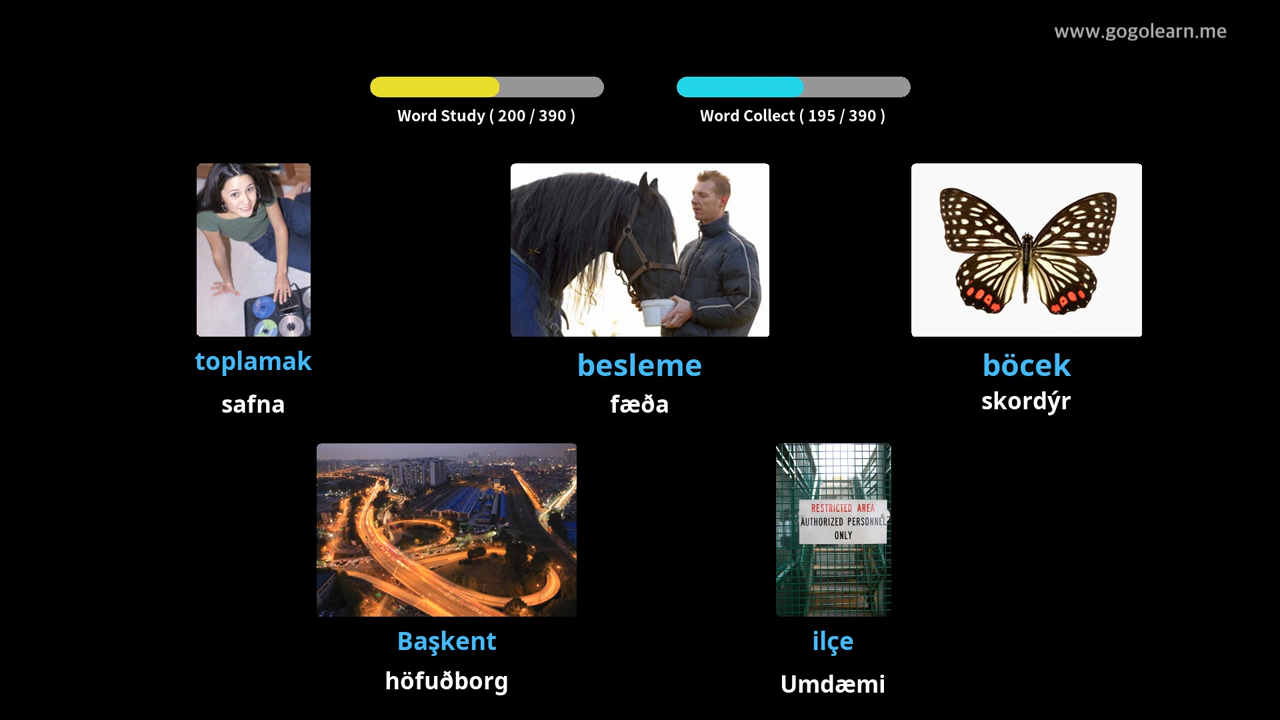 www.gogolearn.me
Word Study ( 200 / 390 )
Word Collect ( 195 / 390 )
toplamak
safna
besleme
fæða
böcek
skordýr
RESTRICTED AREA
AUTHORIZED PERSONNEL
ONLY
Başkent
höfuðborg
ilçe
Umdæmi